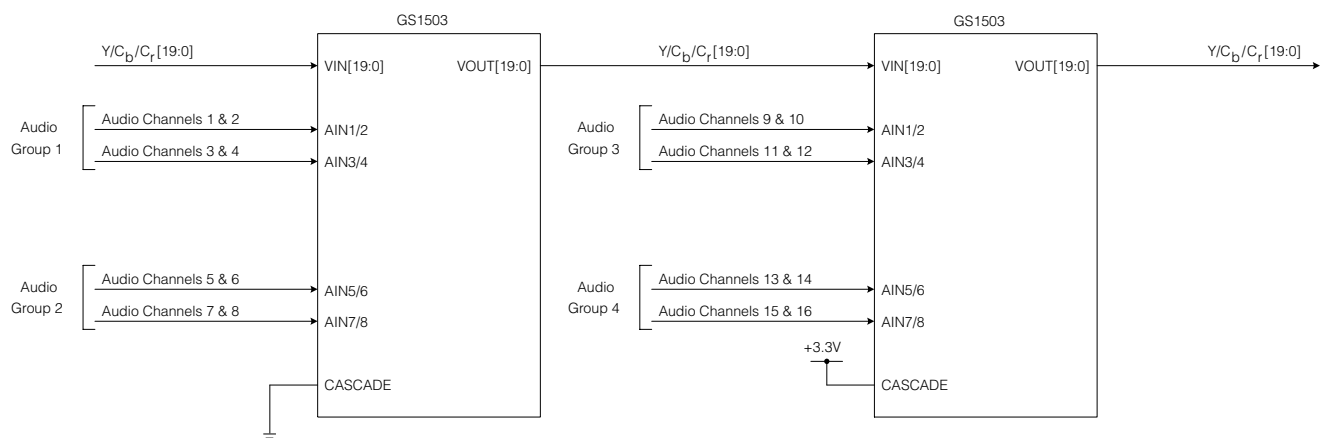 GS1503
GS1503
Y/Cb/Cr[19:0]
Y/Cb/Cr[19:0]
Y/Cb/Cr[19:0]
VIN[19:0]
VOUT[19:0]
VIN[19:0]
VOUT[19:0]
Audio
Group 1
Audio Channels 1 & 2
AIN1/2
Audio Channels 3 & 4
AIN3/4
Audio
Group 3
Audio Channels 9 & 10
AIN1/2
Audio Channels 11 & 12
AIN3/4
Audio
Group 2
Audio Channels 5 & 6
AIN5/6
Audio Channels 7 & 8
AIN7/8
Audio
Group 4
Audio Channels 13 & 14
AIN5/6
Audio Channels 15 & 16
AIN7/8
+3.3V
CASCADE
CASCADE